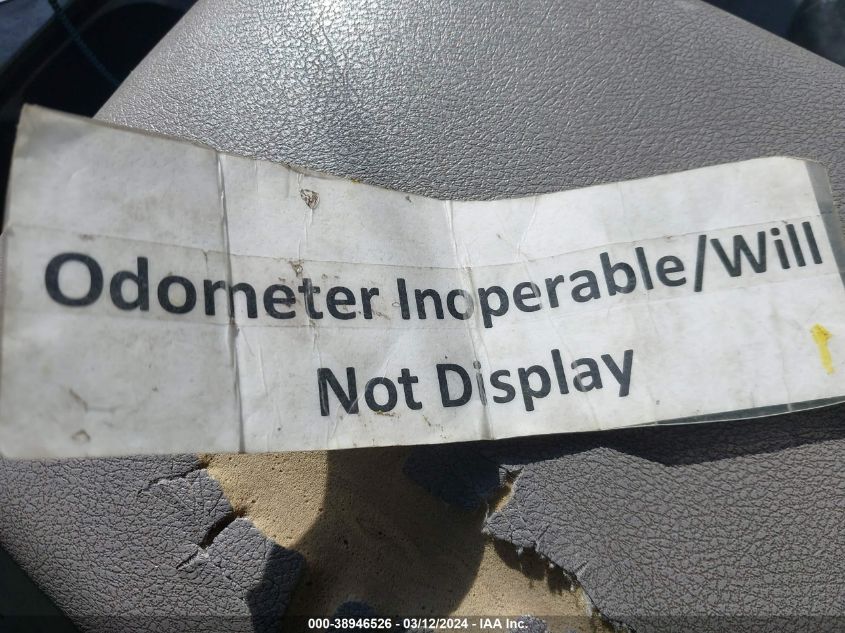 Odometer Inoperable/Will
Not Display
000-38946526 - 03/12/2024 - IAA Inc.